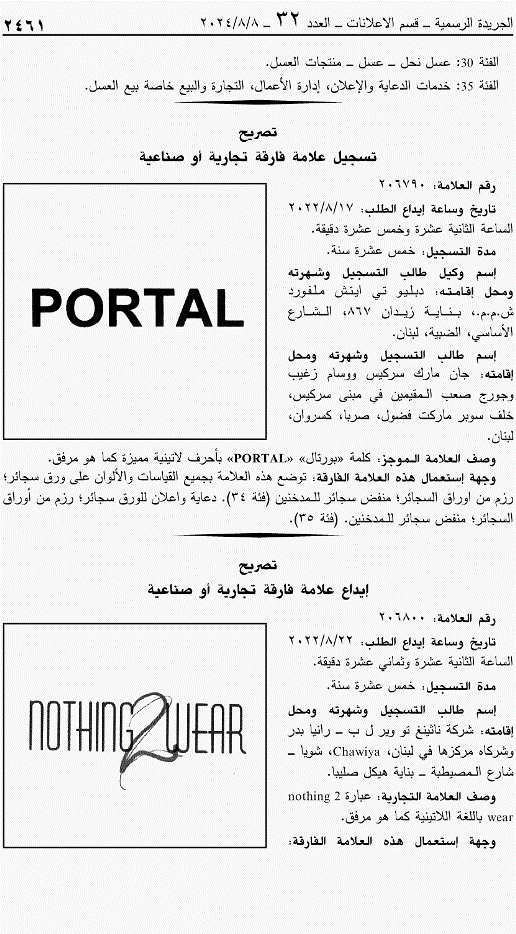 الجريدة الرسمية ــ قسم الاعلانات ــ العدد ٣٢ ــ ٢٠٢٤/٨/٨
٢٤٦١
الفئة 30: عسل نحل ــ عسل ــ منتجات العسل.
الفئة 35: خدمات الدعاية والإعلان، إدارة الأعمال، التجارة والبيع خاصة بيع العسل.
تصريح
تسجيل علامة فارقة تجارية أو صناعية
رقم العلامة: ٢٠٦٧٩٠
تاريخ وساعة إيداع الطلب: ٢٠٢٢/٨/١٧
الساعة الثانية عشرة وخمس عشرة دقيقة.
مدة التسجيل: خمس عشرة سنة.
إسم وكيل طالب التسجيل وشهرته
ومحل إقامته: دبليو تي ايتش ملفورد
ش.م.م.، بناية زيدان ٨٦٧، الشارع
الأساسي، الضبية، لبنان.
إسم طالب التسجيل وشهرته ومحل
إقامته: جان مارك سركيس ووسام زغيب
وجورج صعب المقيمين في مبنى سركيس،
خلف سوبر ماركت فضول، صربا، كسروان،
لبنان.
PORTAL
وصف العلامة الموجز: كلمة «بورتال» «PORTAL» بأحرف لاتينية مميزة كما هو مرفق.
وجهة إستعمال هذه العلامة الفارقة: توضع هذه العلامة بجميع القياسات والألوان على ورق سجائر؛
رزم من اوراق السجائر؛ منفض سجائر للمدخنين (فئة ٣٤). دعاية واعلان للورق سجائر؛ رزم من أوراق
السجائر؛ منفض سجائر للمدخنين. (فئة ٣٥).
تصريح
إيداع علامة فارقة تجارية أو صناعية
رقم العلامة: ٢٠٦٨٠٠
تاريخ وساعة إيداع الطلب: ٢٠٢٢/٨/٢٢
الساعة الثانية عشرة وثماني عشرة دقيقة.
مدة التسجيل: خمس عشرة سنة.
إسم طالب التسجيل وشهرته ومحل
إقامته: شركة ناثينغ تو وير ل ب ــ رانيا بدر
وشركاه مركزها في لبنان، Chawiya، شويا ــ
شارع المصيطبة ــ بناية هيكل صليبا.
وصف العلامة التجارية: عبارة nothing 2
wear باللغة اللاتينية كما هو مرفق.
وجهة إستعمال هذه العلامة الفارقة:
NOTHING2WEAR